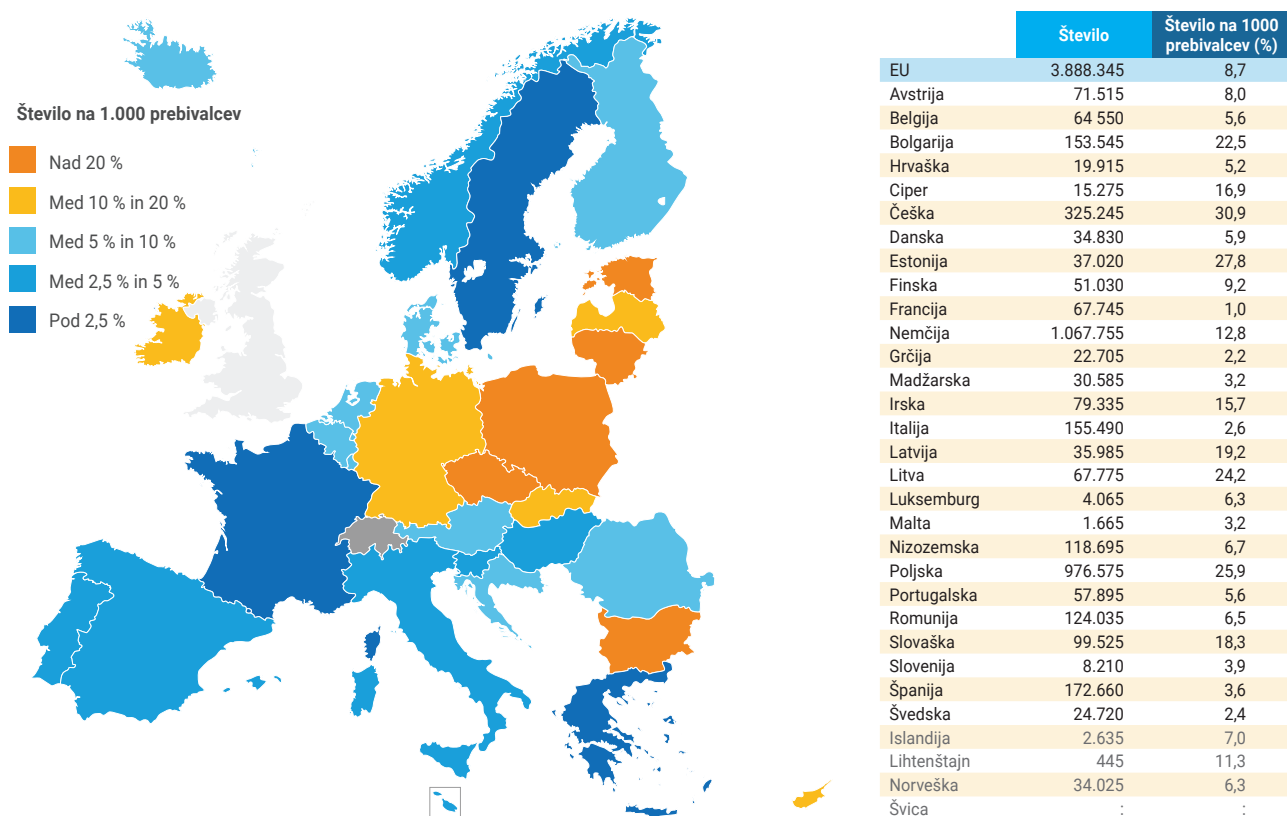 Število na 1.000 prebivalcev
Nad 20 %
Med 10 % in 20 %
Med 5 % in 10 %
Med 2,5 % in 5 %
Pod 2,5 %
Število Število na 1000
prebivalcev (%)
EU 3.888.345 8,7
Avstrija 71.515 8,0
Belgija 64 550 5,6
Bolgarija 153.545 22,5
Hrvaška 19.915 5,2
Ciper 15.275 16,9
Češka 325.245 30,9
Danska 34.830 5,9
Estonija 37.020 27,8
Finska 51.030 9,2
Francija 67.745 1,0
Nemčija 1.067.755 12,8
Grčija 22.705 2,2
Madžarska 30.585 3,2
Irska 79.335 15,7
Italija 155.490 2,6
Latvija 35.985 19,2
Litva 67.775 24,2
Luksemburg 4.065 6,3
Malta 1.665 3,2
Nizozemska 118.695 6,7
Poljska 976.575 25,9
Portugalska 57.895 5,6
Romunija 124.035 6,5
Slovaška 99.525 18,3
Slovenija 8.210 3,9
Španija 172.660 3,6
Švedska 24.720 2,4
Islandija 2.635 7,0
Lihtenštajn 445 11,3
Norveška 34.025 6,3
Švica : :